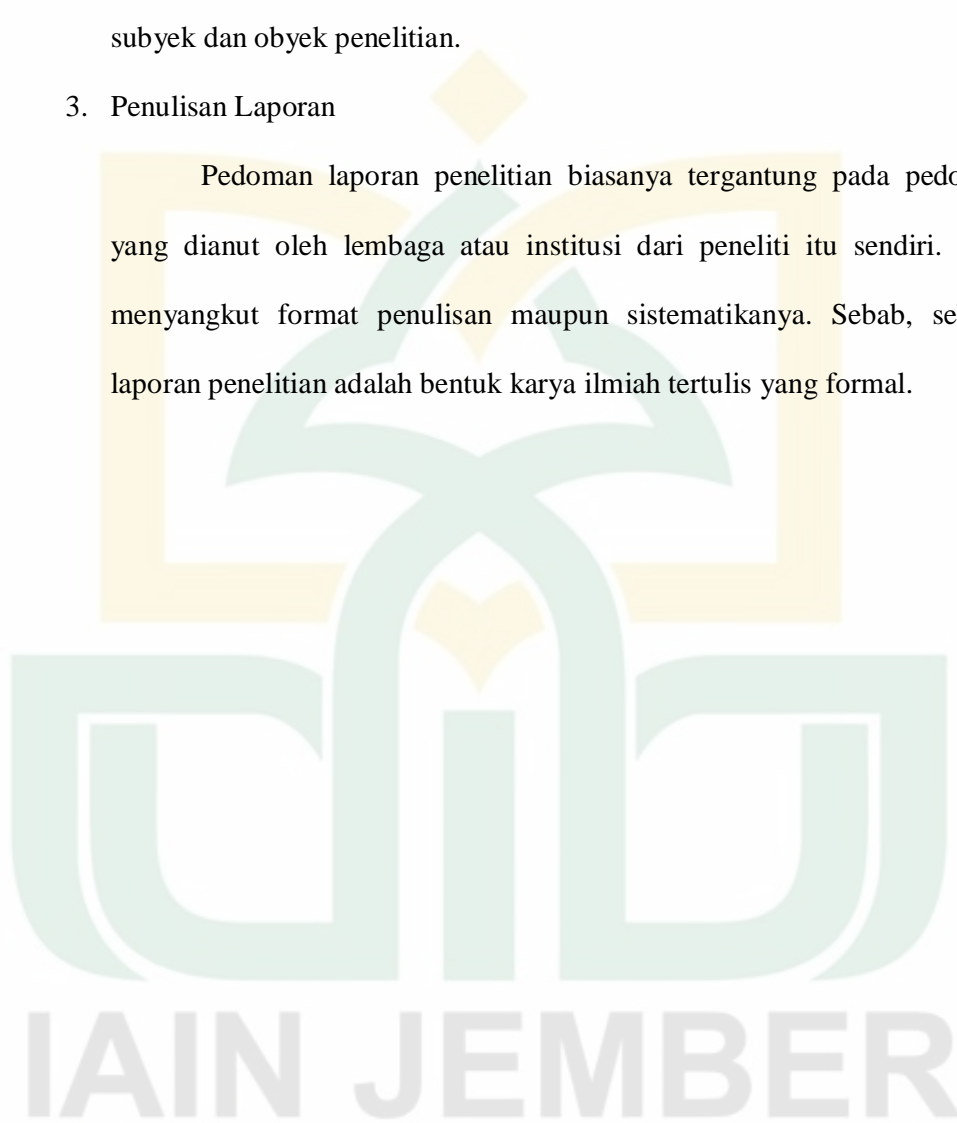 subyek dan obyek penelitian.
3. Penulisan Laporan
Pedoman laporan penelitian biasanya tergantung pada
yang dianut oleh lembaga atau institusi dari peneliti itu sendiri.
menyangkut format penulisan maupun sistematikanya. Sebab,
laporan penelitian adalah bentuk karya ilmiah tertulis yang formal.
IAIN JEMBER